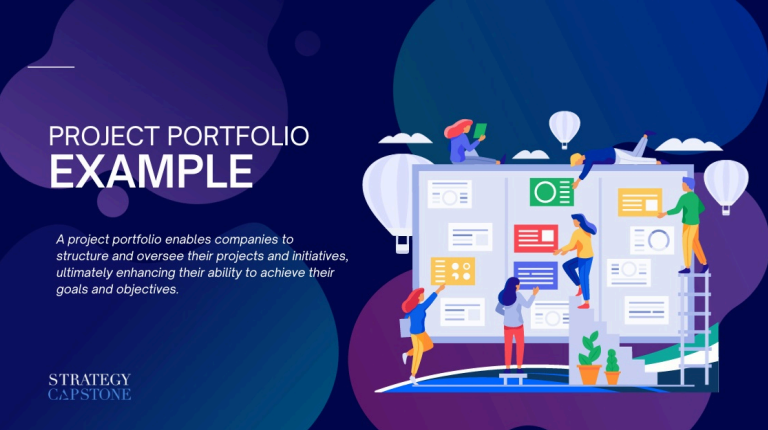 PROJECT PORTFOLIO
EXAMPLE
A project portfolio enables companies to
structure and oversee their projects and initiatives,
ultimately enhancing their ability to achieve their
goals and objectives.
STRATEGY
CAPSTONE